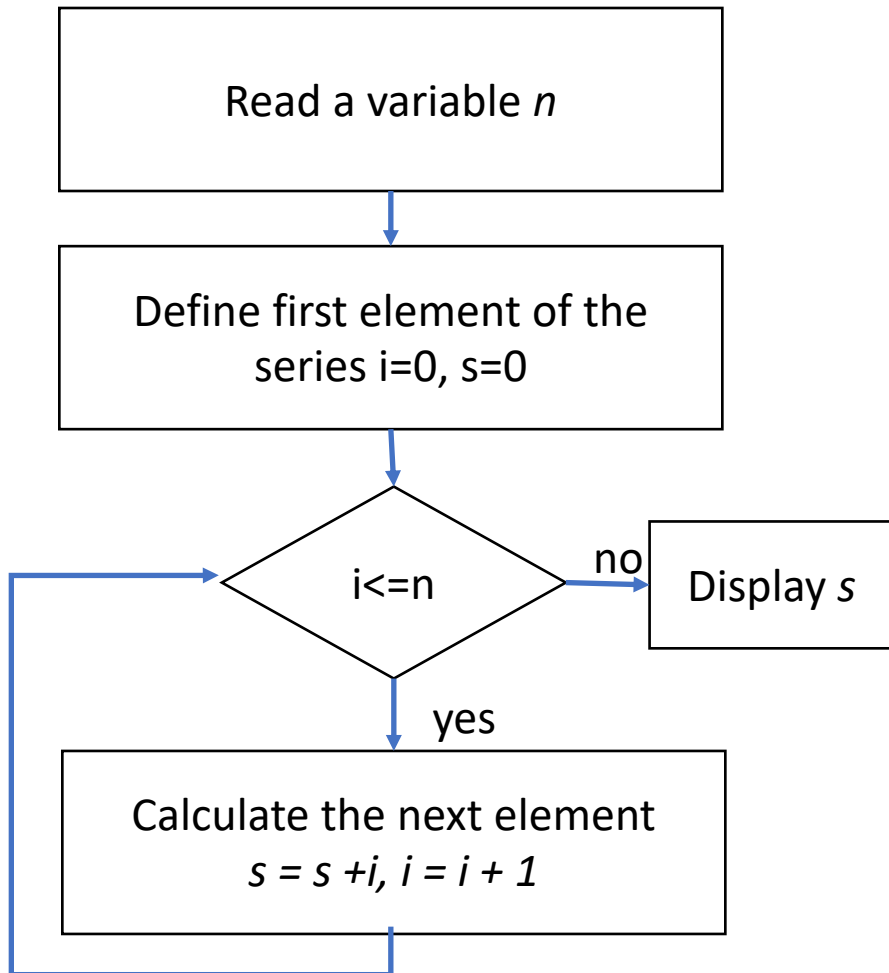 Read a variable n
Define first element of the
series i=0, s=0
i<=n
no
Display s
yes
Calculate the next element
s = s +i, i = i + 1